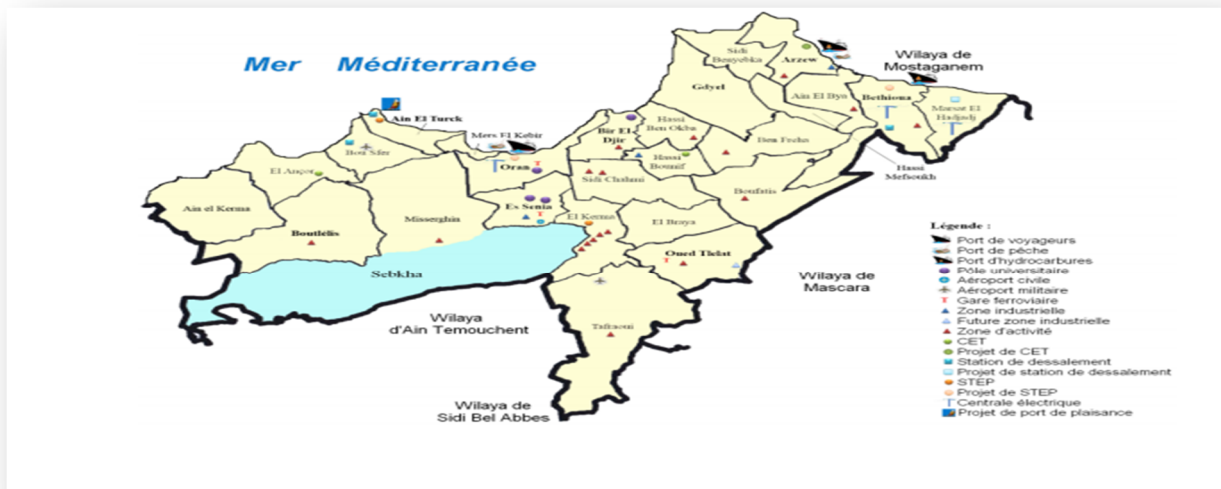 Mer Méditerranée
Wilaya de
Mostaganem
Sidi
Benyebka
Arzew
Gdyel
Ain El Biya
Bethioua
Marsat El
Hadjadj
Ain El Turck
Mers El Kebir
Bir El
Djir
Hassi
Ben Okba
Ben Freha
Bou Sfer
Oran
Hassi
Bounif
Hassi
Mefsoukh
El Ançor
Sidi Chahmi
Boufatis
Ain el Kerma
Es Senia
Misserghin
El Kerma
El Braya
Boutlelis
Oued Tlelat
Sebkha
Wilaya de
Mascara
Wilaya
d'Ain Temouchent
Tafraoui
Wilaya de
Sidi Bel Abbes
Légende :
Port de voyageurs
Port de pêche
Port d'hydrocarbures
Pôle universitaire
Aéroport civile
Aéroport militaire
Gare ferroviaire
Zone industrielle
Future zone industrielle
Zone d'activité
CET
Projet de CET
Station de dessalement
Projet de station de dessalement
STEP
Projet de STEP
Centrale électrique
Projet de port de plaisance